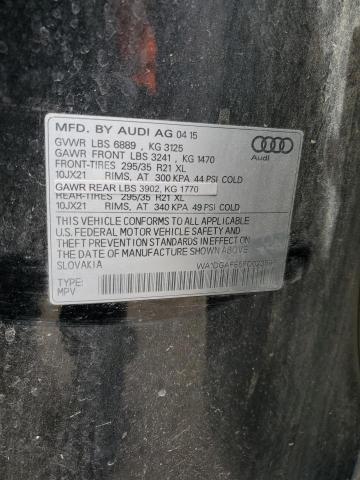 MFD. BY AUDI AG 04 15
GVWR LBS 6889 , KG 3125
GAWR FRONT LBS 3241 , KG 1470
FRONT-TIRES 295/35 R21 XL
10JX21 RIMS, AT 300 KPA 44 PSI COLD
GAWR REAR LBS 3902, KG 1770
REAR-TIRES 295/35 R21 XL
10JX21 RIMS, AT 340 KPA 49 PSI COLD
THIS VEHICLE CONFORMS TO ALL APPLICABLE
U.S. FEDERAL MOTOR VEHICLE SAFETY AND
THEFT PREVENTION STANDARDS IN EFFECT ON
THE DATE OF MANUFACTURE SHOWN ABOVE.
SLOVAKIA
TYPE:
MPV
Audi